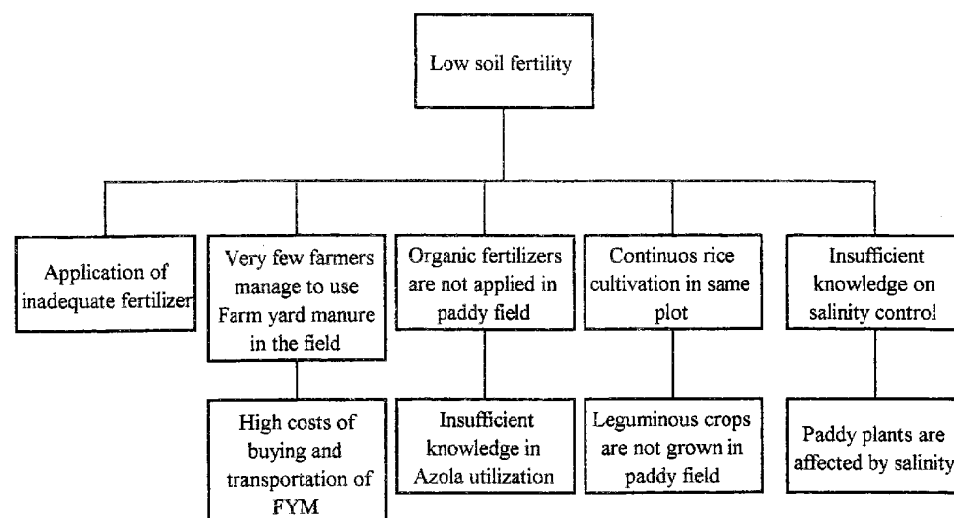 Low soil fertility
Application of
inadequate fertilizer
Very few farmers
manage to use
Farm yard manure
in the field
Organic fertilizers
are not applied in
paddy field
Continuos rice
cultivation in same
plot
Insufficient
knowledge on
salinity control
High costs of
buying and
transportation of
FYM
Insufficient
knowledge in
Azola utilization
Leguminous crops
are not grown in
paddy field
Paddy plants are
affected by salinity